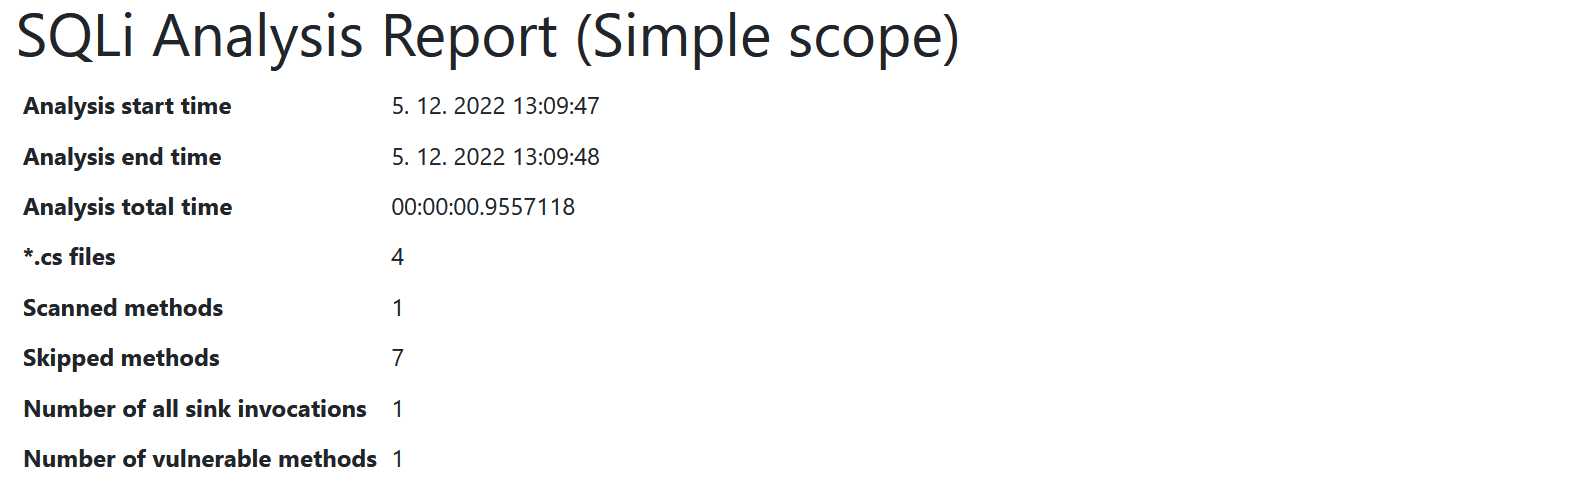 SQLi Analysis Report (Simple scope)
Analysis start time 5. 12. 2022 13:09:47
Analysis end time 5. 12. 2022 13:09:48
Analysis total time 00:00:00.9557118
*.cs files 4
Scanned methods 1
Skipped methods 7
Number of all sink invocations 1
Number of vulnerable methods 1